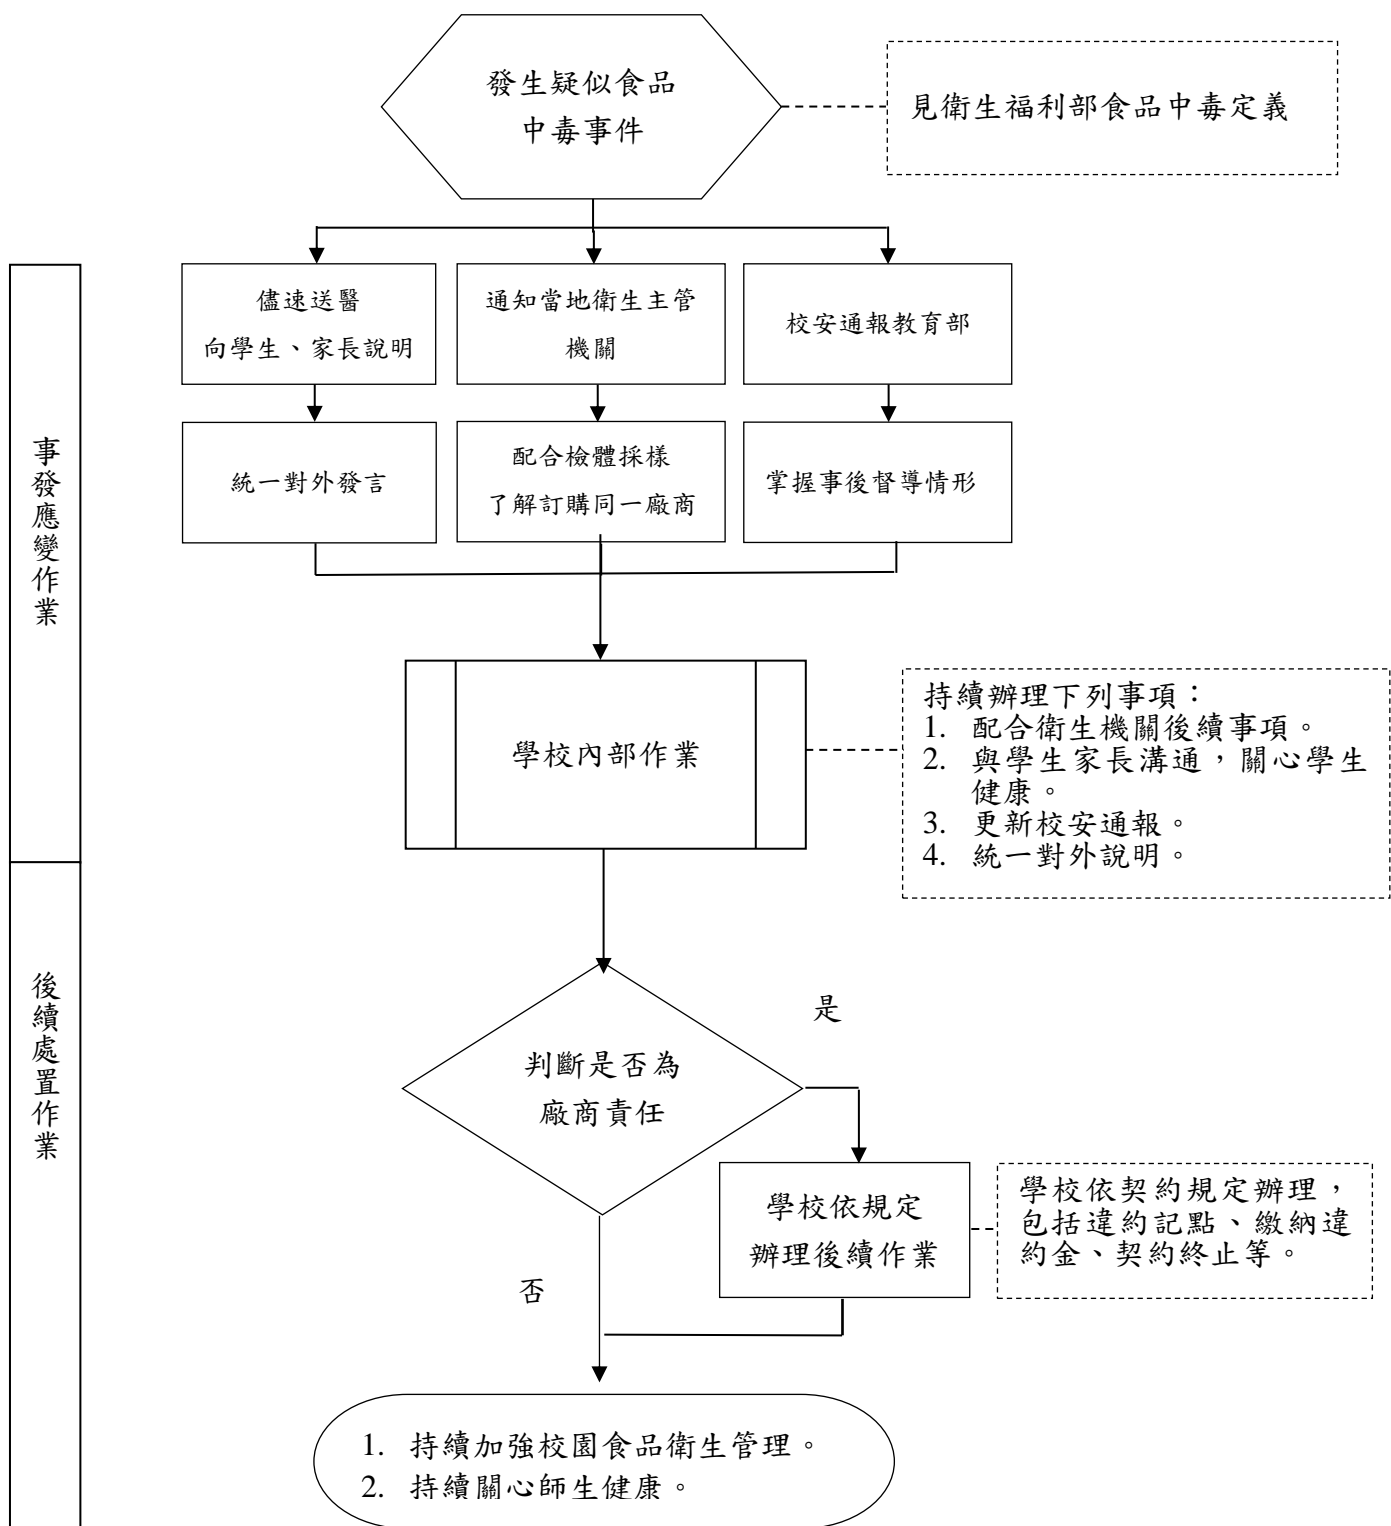 發生疑似食品
中毒事件
見衛生福利部食品中毒定義
事發應變作業
儘速送醫
向學生、家長說明
通知當地衛生主管
機關
校安通報教育部
統一對外發言
配合檢體採樣
了解訂購同一廠商
掌握事後督導情形
學校內部作業
持續辦理下列事項：
1. 配合衛生機關後續事項。
2. 與學生家長溝通，關心學生
健康。
3. 更新校安通報。
4. 統一對外說明。
後續處置作業
判斷是否為
廠商責任
是
學校依規定
辦理後續作業
學校依契約規定辦理，
包括違約記點、繳納違
約金、契約終止等。
否
1. 持續加強校園食品衛生管理。
2. 持續關心師生健康。